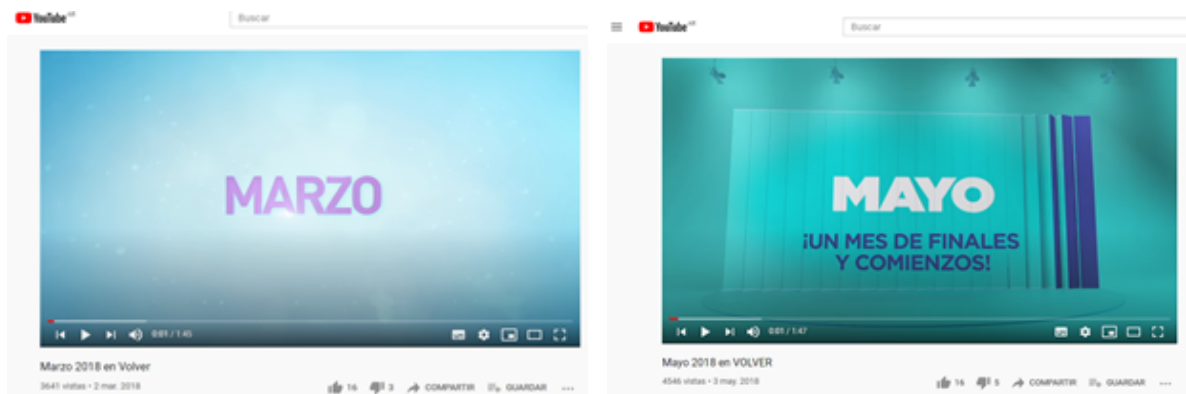 YouTube AR
Buscar
MARZO
0:01 / 1:45
Marzo 2018 en Volver
3641 vistas • 2 mar. 2018
16
3
COMPARTIR
GUARDAR
YouTube AR
Buscar
MAYO
¡UN MES DE FINALES
Y COMIENZOS!
0:01 / 1:47
Mayo 2018 en VOLVER
4546 vistas • 3 may. 2018
16
5
COMPARTIR
GUARDAR